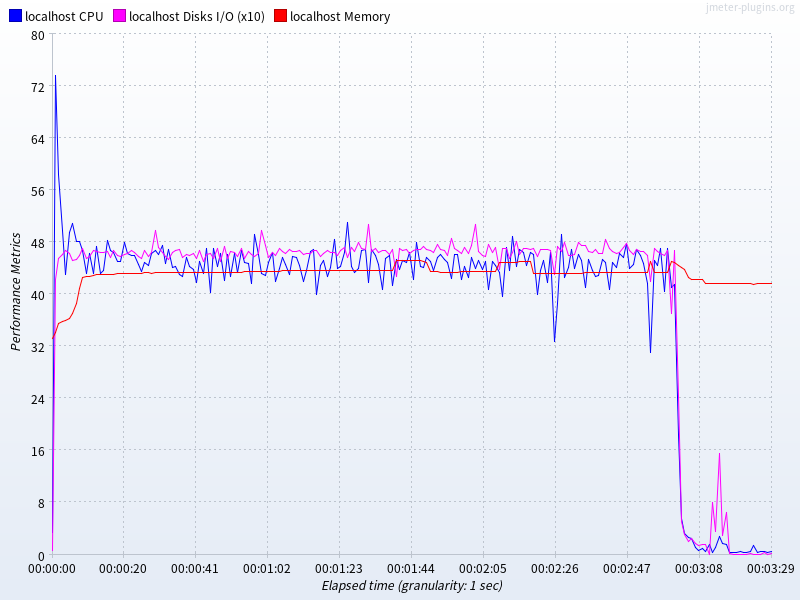 jmeter-plugins.org
localhost CPU localhost Disks I/O (x10) localhost Memory
80
72
64
56
48
40
32
24
16
8
0
Performance Metrics
00:00:00 00:00:20 00:00:41 00:01:02 00:01:23 00:01:44 00:02:05 00:02:26 00:02:47 00:03:08 00:03:29
Elapsed time (granularity: 1 sec)